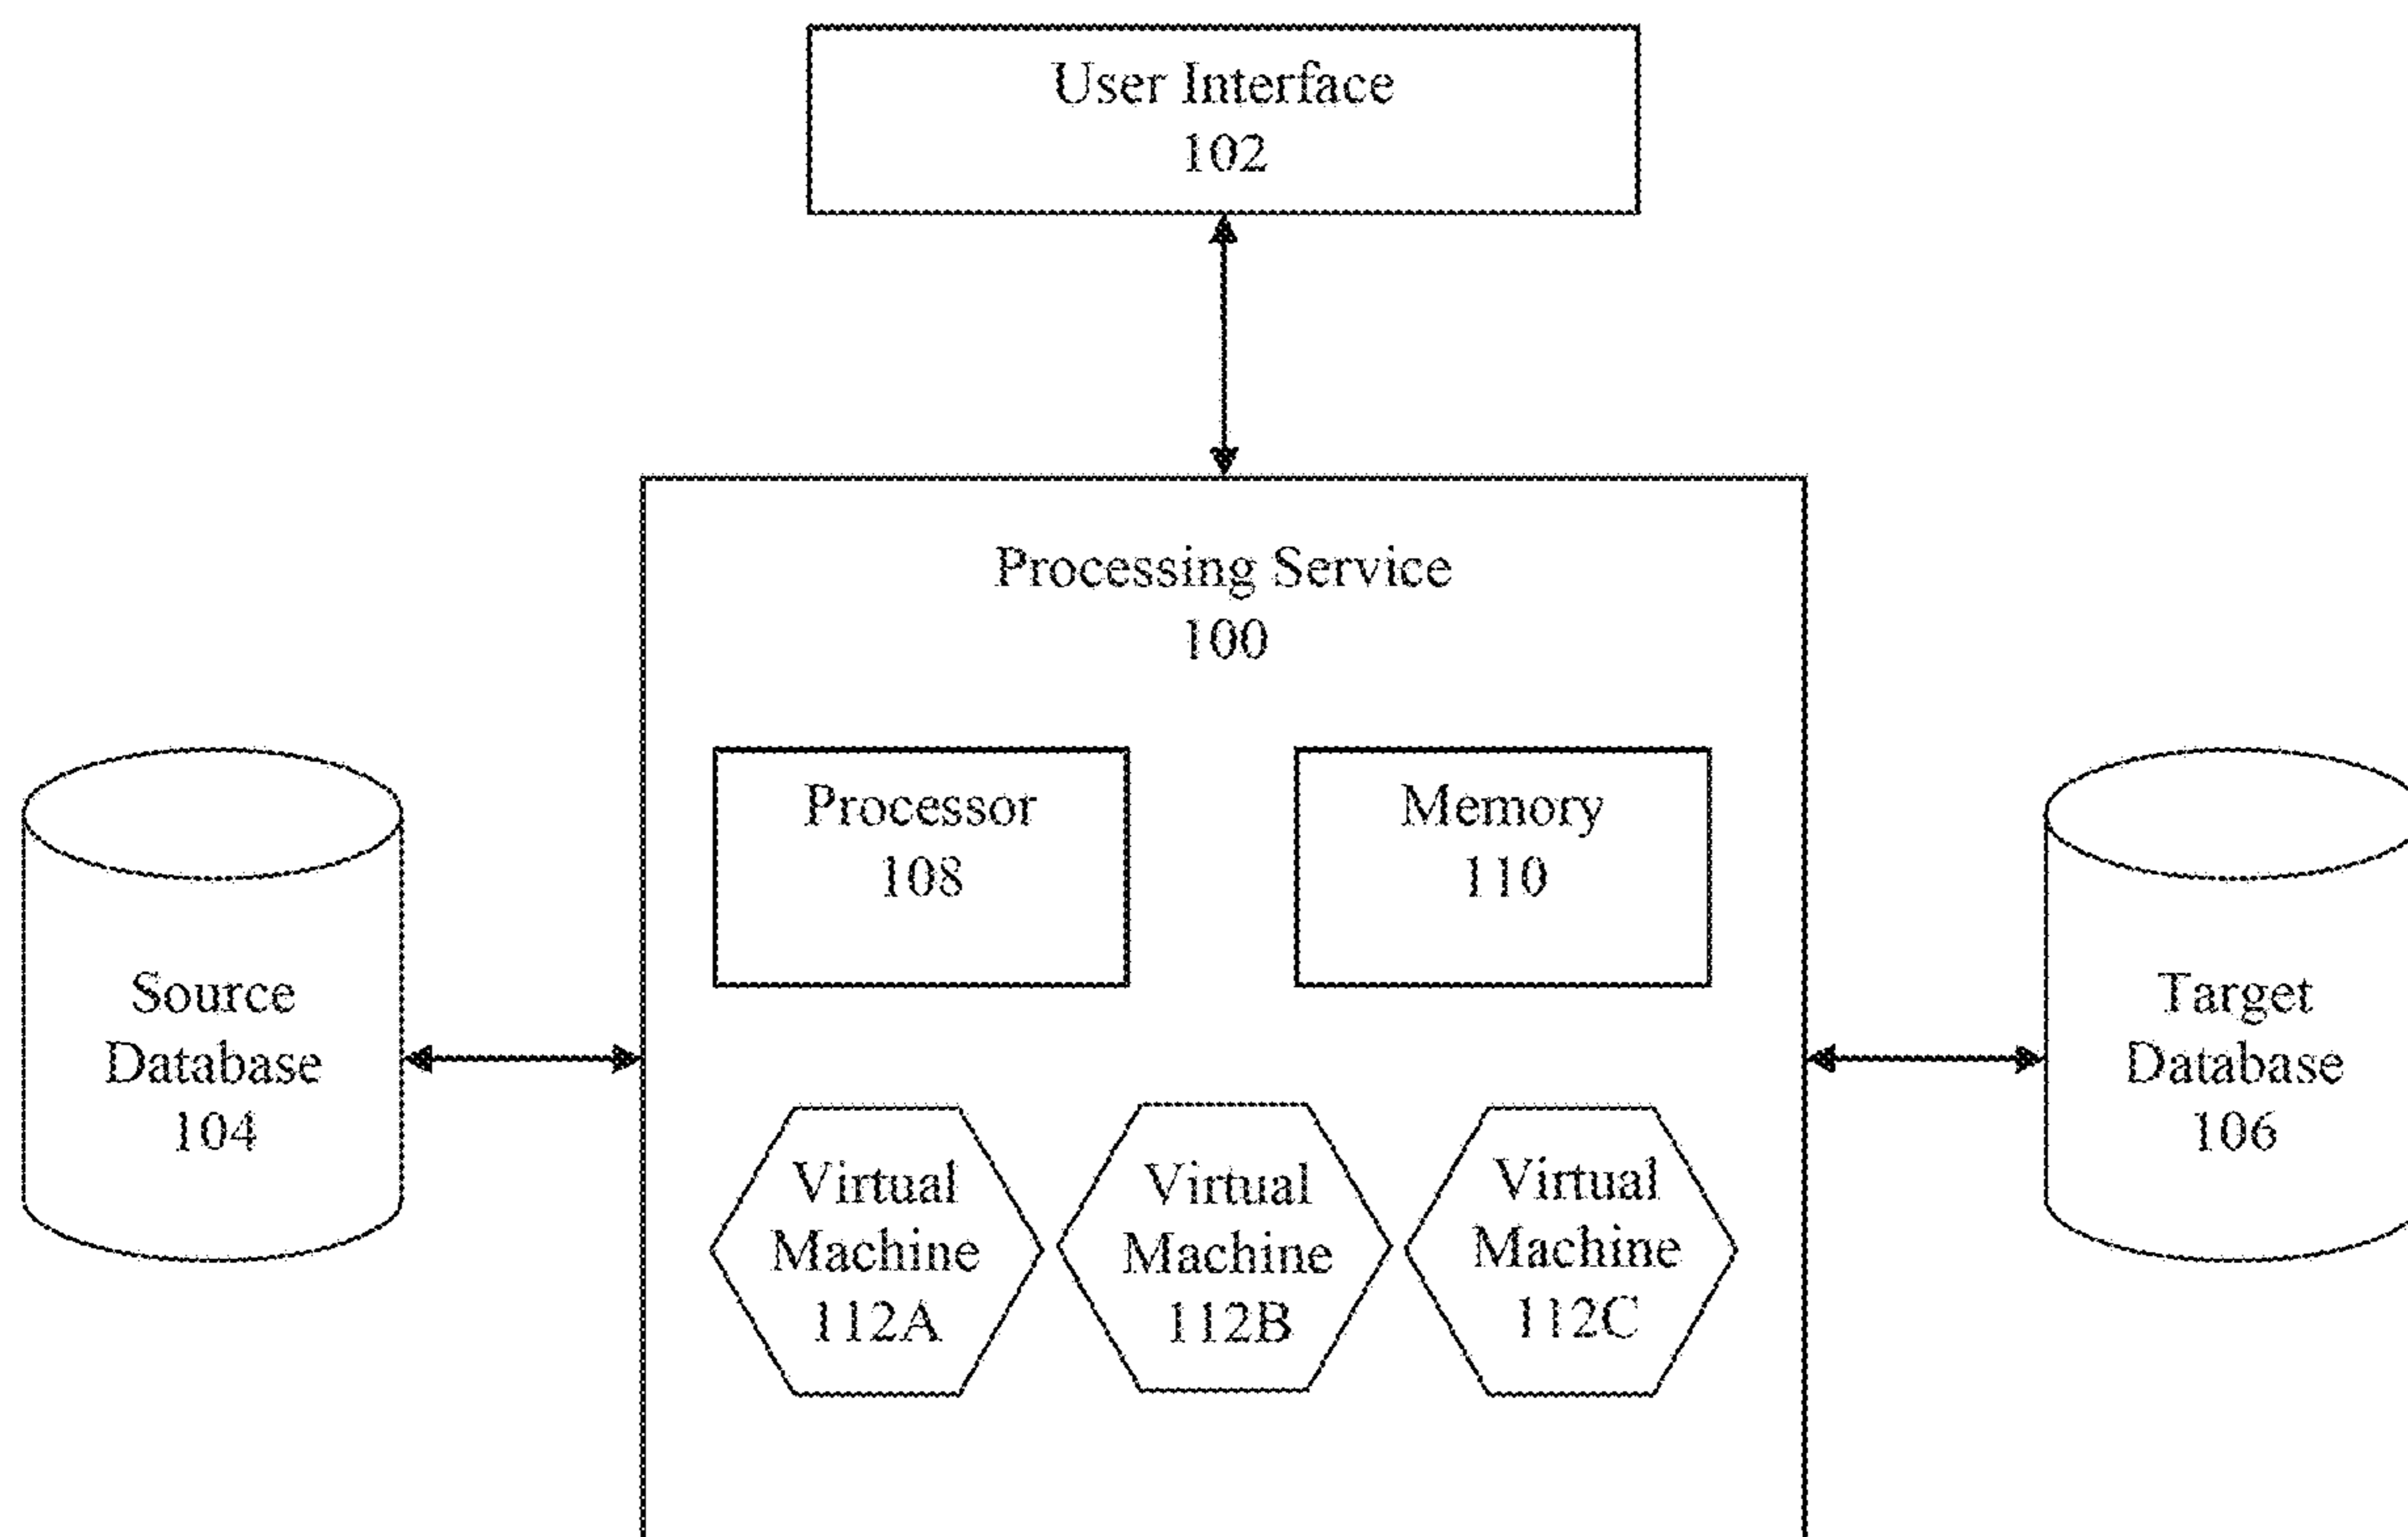 User Interface
102
Processing Service
100
Processor
108
Memory
110
Source
Database
104
Target
Database
106
Virtual
Machine
112A
Virtual
Machine
112B
Virtual
Machine
112C